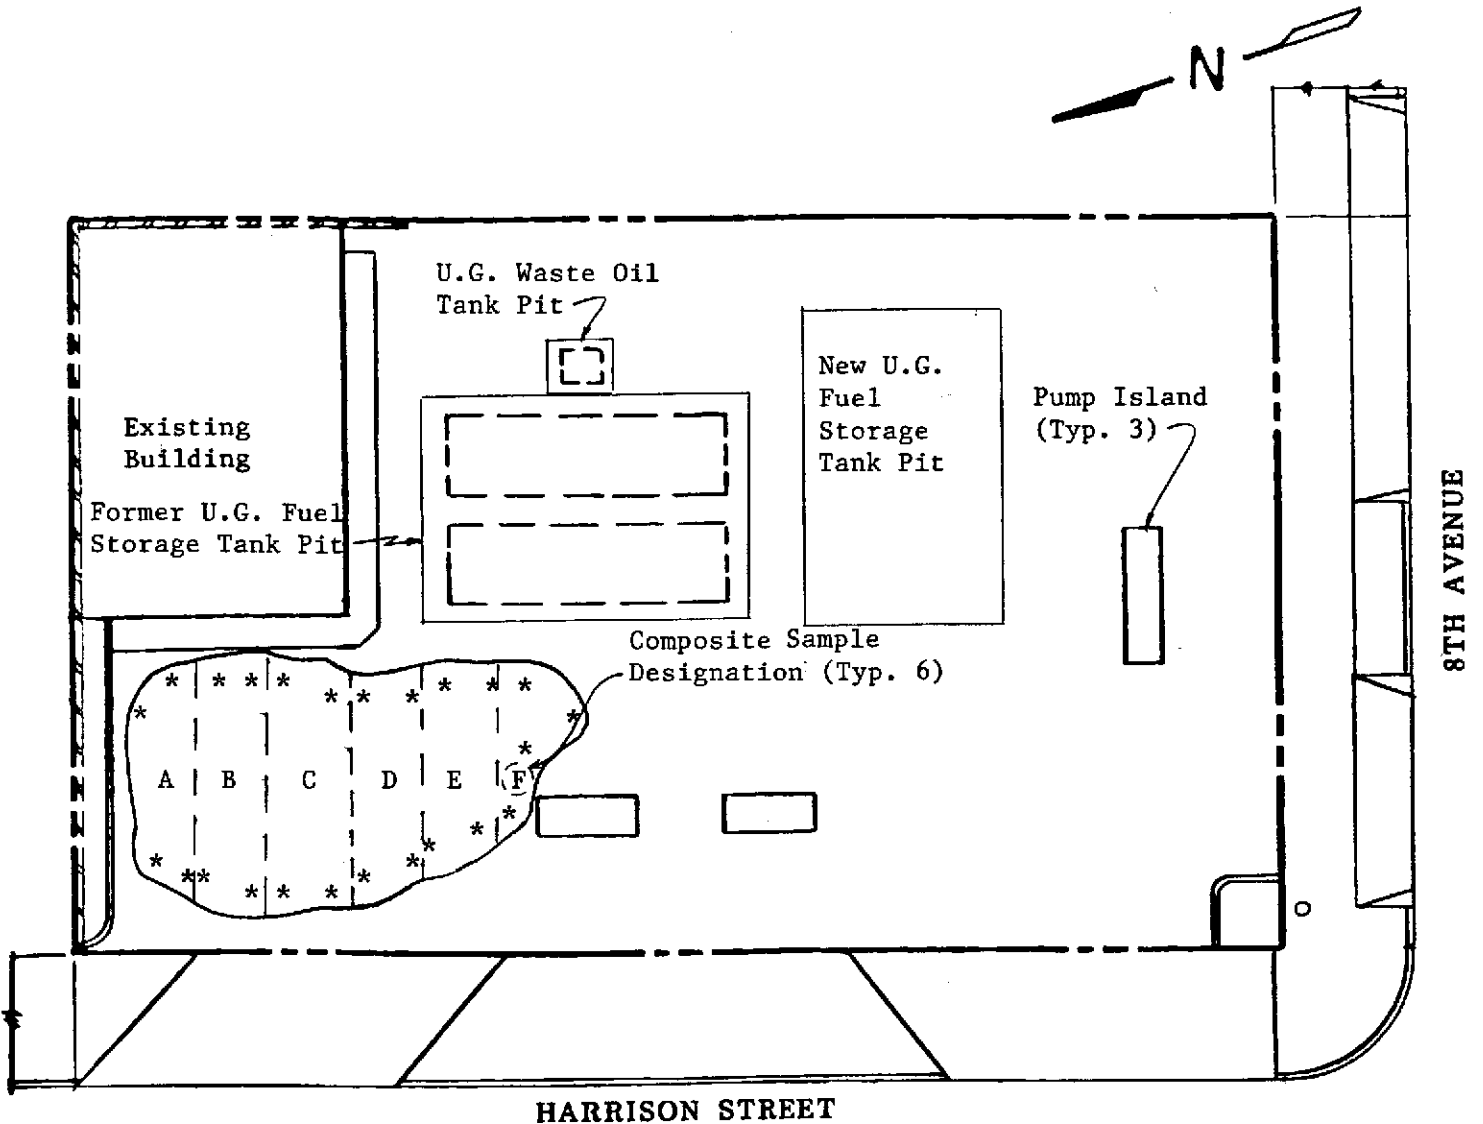 N
U.G. Waste Oil
Tank Pit
New U.G.
Fuel
Storage
Tank Pit
Pump Island
(Typ. 3)
Existing
Building
Former U.G. Fuel
Storage Tank Pit
Composite Sample
Designation (Typ. 6)
8TH AVENUE
* * * * * * * * * * * *
* *
*
A B C D E F
* * * *
* ** * * * * *
HARRISON STREET